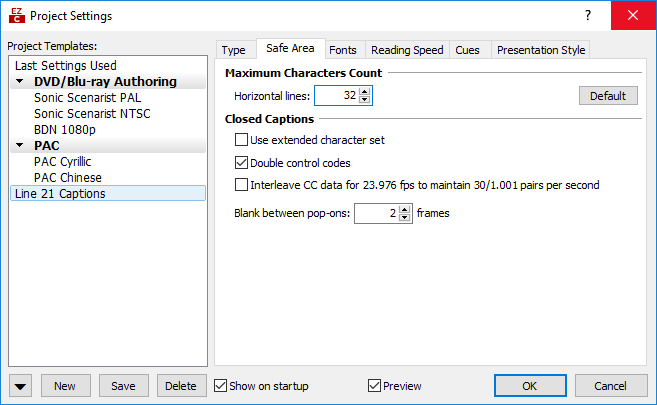 EZ
C
Project Settings
?
Project Templates:
Last Settings Used
DVD/Blu-ray Authoring
Sonic Scenarist PAL
Sonic Scenarist NTSC
BDN 1080p
PAC
PAC Cyrillic
PAC Chinese
Line 21 Captions
Type Safe Area Fonts Reading Speed Cues Presentation Style
Maximum Characters Count
Horizontal lines: 32 Default
Closed Captions
Use extended character set
Double control codes
Interleave CC data for 23.976 fps to maintain 30/1.001 pairs per second
Blank between pop-ons: 2 frames
New Save Delete Show on startup Preview OK Cancel